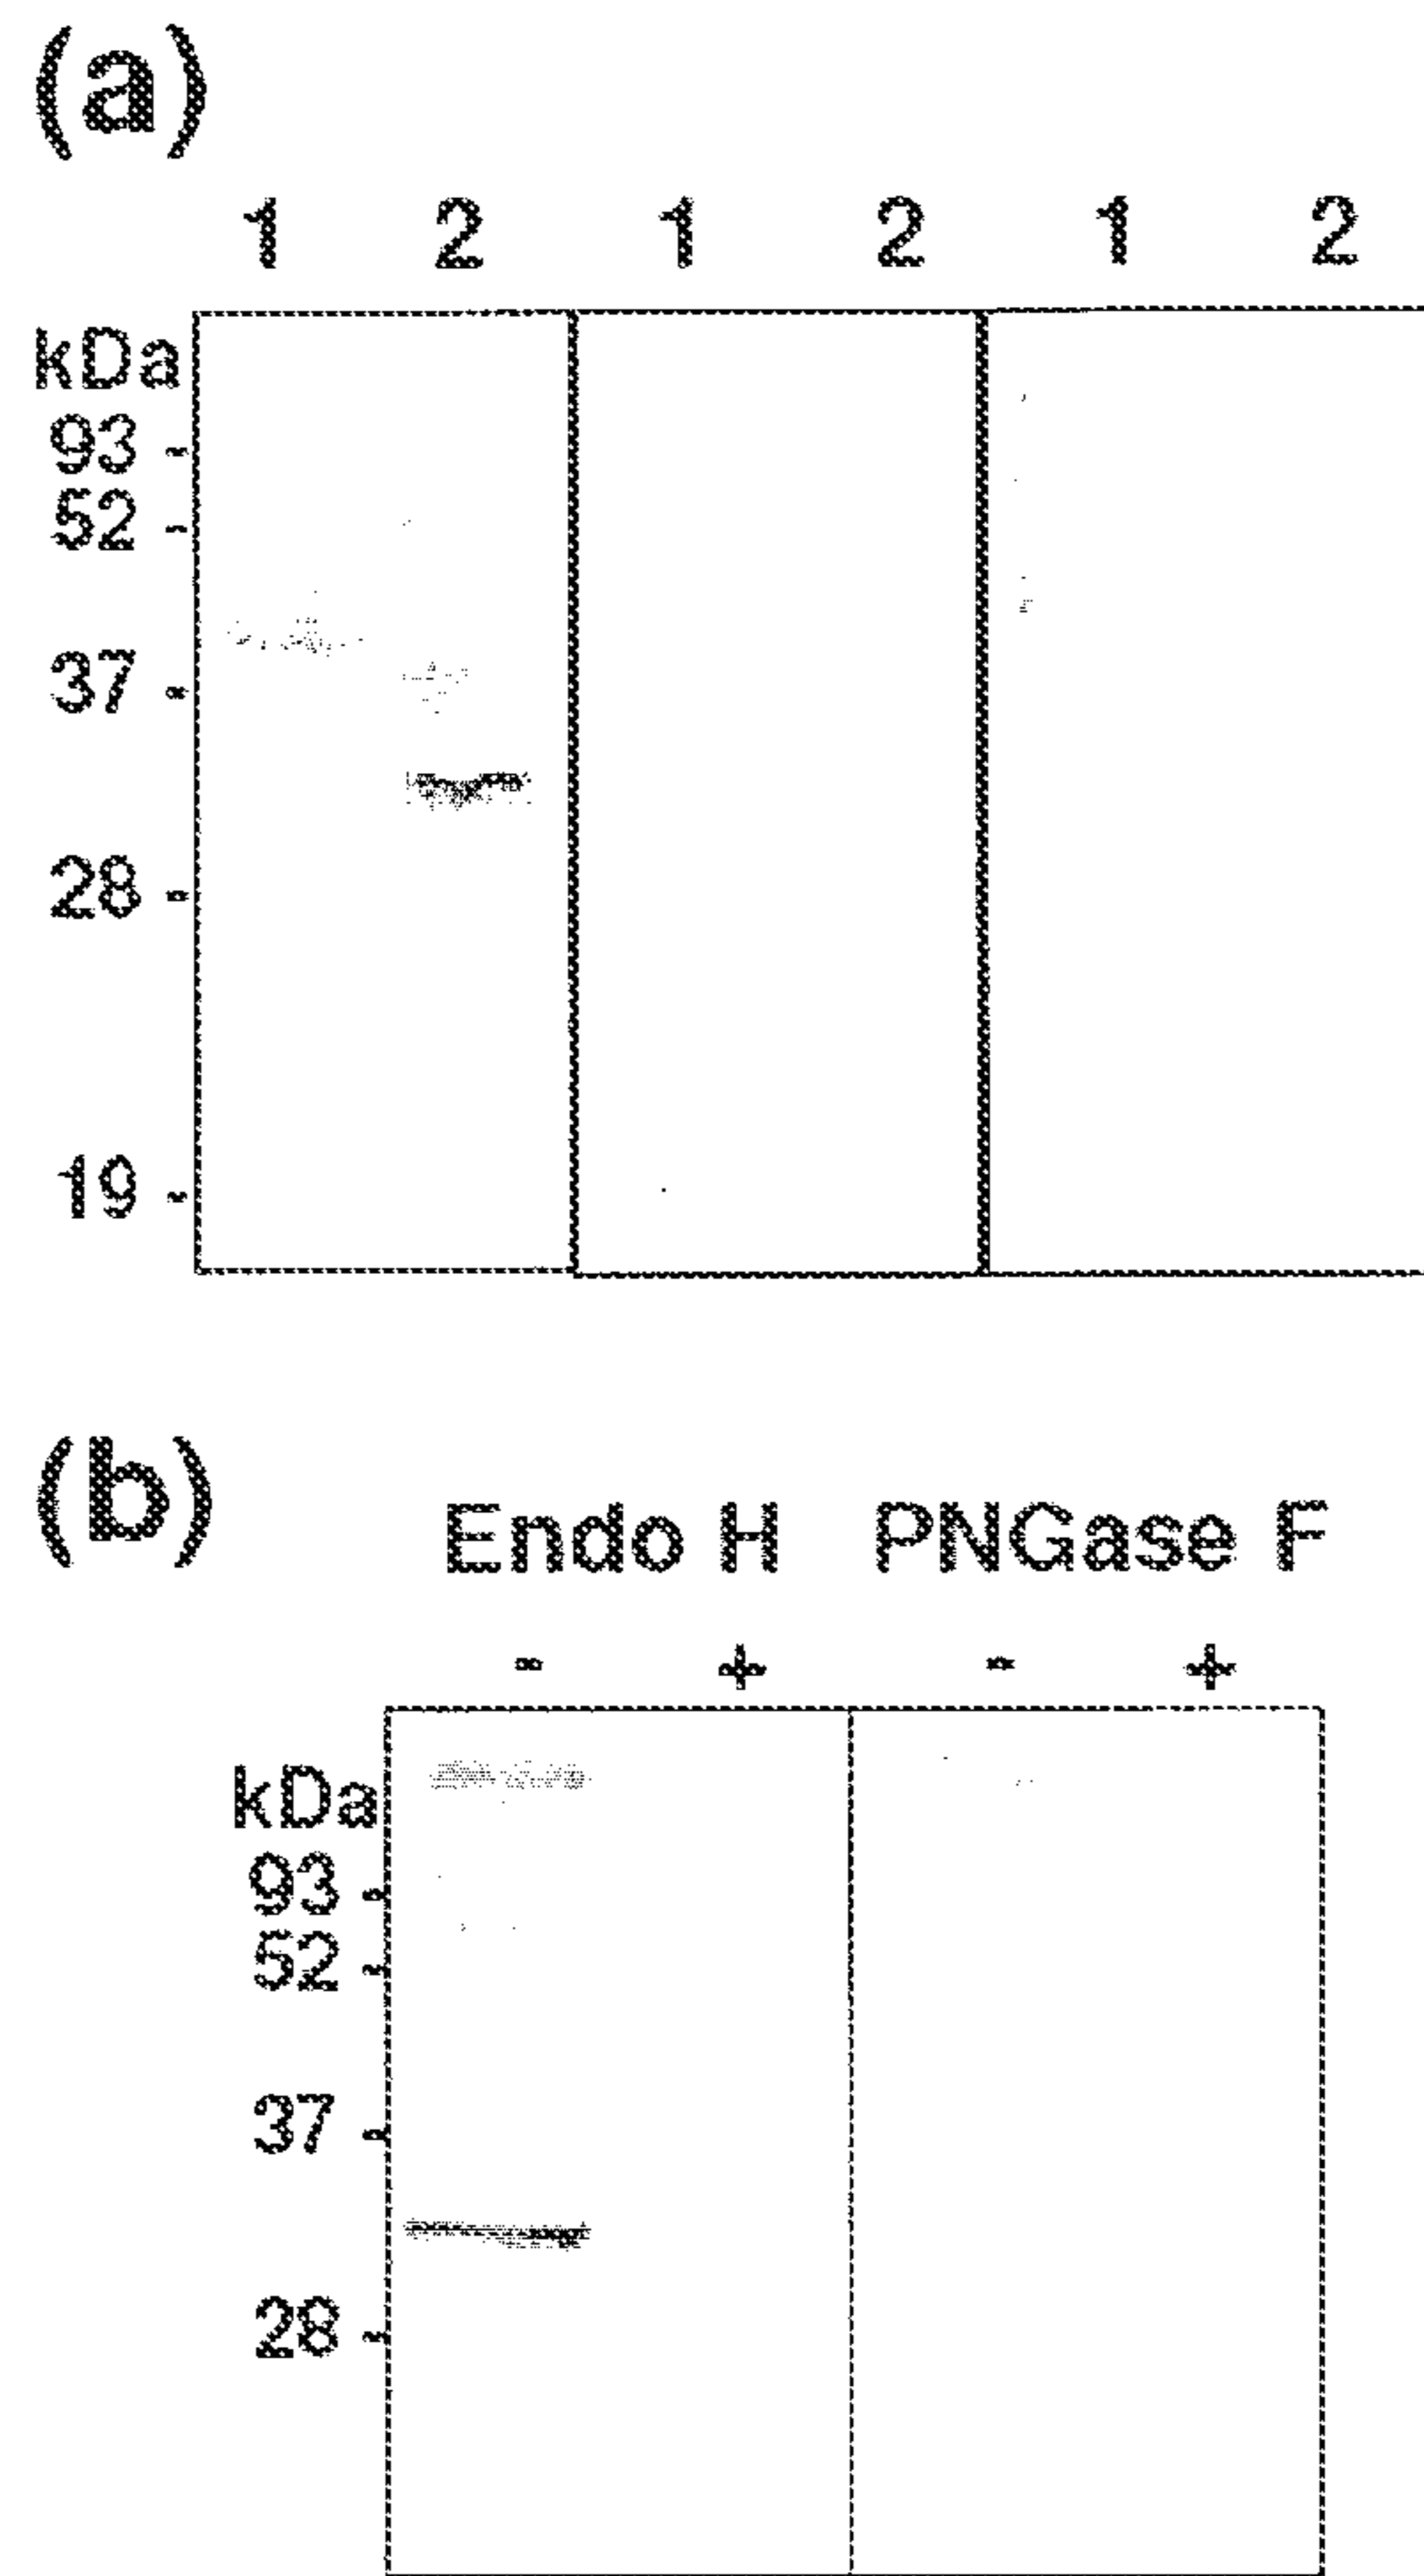 (a)
1 2 1 2 1 2
kDa
93 -
52 -
37 -
28 -
19 -
(b)
Endo H PNGase F
- + - +
kDa
93 -
52 -
37 -
28 -